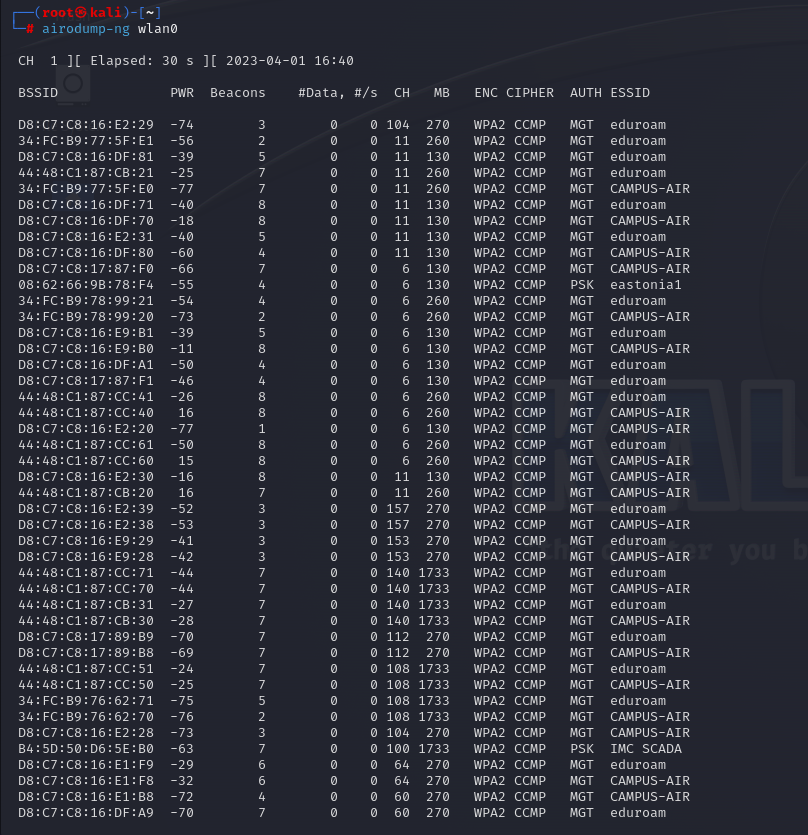 ┌──(root㉿kali)-[~]
└─# airodump-ng wlan0
CH  1 ][ Elapsed: 30 s ][ 2023-04-01 16:40
BSSID              PWR  Beacons    #Data, #/s  CH   MB   ENC CIPHER  AUTH ESSID
D8:C7:C8:16:E2:29  -74        3        0    0 104  270   WPA2 CCMP   MGT  eduroam
34:FC:B9:77:5F:E1  -56        2        0    0  11  260   WPA2 CCMP   MGT  eduroam
D8:C7:C8:16:DF:81  -39        5        0    0  11  130   WPA2 CCMP   MGT  eduroam
44:48:C1:87:CB:21  -25        7        0    0  11  260   WPA2 CCMP   MGT  eduroam
34:FC:B9:77:5F:E0  -77        7        0    0  11  260   WPA2 CCMP   MGT  CAMPUS-AIR
D8:C7:C8:16:DF:71  -40        8        0    0  11  130   WPA2 CCMP   MGT  eduroam
D8:C7:C8:16:DF:70  -18        8        0    0  11  130   WPA2 CCMP   MGT  CAMPUS-AIR
D8:C7:C8:16:E2:31  -40        5        0    0  11  130   WPA2 CCMP   MGT  eduroam
D8:C7:C8:16:DF:80  -60        4        0    0  11  130   WPA2 CCMP   MGT  CAMPUS-AIR
D8:C7:C8:17:87:F0  -66        7        0    0   6  130   WPA2 CCMP   MGT  CAMPUS-AIR
08:62:66:9B:78:F4  -55        4        0    0   6  130   WPA2 CCMP   PSK  eastonia1
34:FC:B9:78:99:21  -54        4        0    0   6  260   WPA2 CCMP   MGT  eduroam
34:FC:B9:78:99:20  -73        2        0    0   6  260   WPA2 CCMP   MGT  CAMPUS-AIR
D8:C7:C8:16:E9:B1  -39        5        0    0   6  130   WPA2 CCMP   MGT  eduroam
D8:C7:C8:16:E9:B0  -11        8        0    0   6  130   WPA2 CCMP   MGT  CAMPUS-AIR
D8:C7:C8:16:DF:A1  -50        4        0    0   6  130   WPA2 CCMP   MGT  eduroam
D8:C7:C8:17:87:F1  -46        4        0    0   6  130   WPA2 CCMP   MGT  eduroam
44:48:C1:87:CC:41  -26        8        0    0   6  260   WPA2 CCMP   MGT  eduroam
44:48:C1:87:CC:40   16        8        0    0   6  260   WPA2 CCMP   MGT  CAMPUS-AIR
D8:C7:C8:16:E2:20  -77        1        0    0   6  130   WPA2 CCMP   MGT  CAMPUS-AIR
44:48:C1:87:CC:61  -50        8        0    0   6  260   WPA2 CCMP   MGT  eduroam
44:48:C1:87:CC:60   15        8        0    0   6  260   WPA2 CCMP   MGT  CAMPUS-AIR
D8:C7:C8:16:E2:30  -16        8        0    0  11  130   WPA2 CCMP   MGT  CAMPUS-AIR
44:48:C1:87:CB:20   16        7        0    0  11  260   WPA2 CCMP   MGT  CAMPUS-AIR
D8:C7:C8:16:E2:39  -52        3        0    0 157  270   WPA2 CCMP   MGT  eduroam
D8:C7:C8:16:E2:38  -53        3        0    0 157  270   WPA2 CCMP   MGT  CAMPUS-AIR
D8:C7:C8:16:E9:29  -41        3        0    0 153  270   WPA2 CCMP   MGT  eduroam
D8:C7:C8:16:E9:28  -42        3        0    0 153  270   WPA2 CCMP   MGT  CAMPUS-AIR
44:48:C1:87:CC:71  -44        7        0    0 140 1733   WPA2 CCMP   MGT  eduroam
44:48:C1:87:CC:70  -44        7        0    0 140 1733   WPA2 CCMP   MGT  CAMPUS-AIR
44:48:C1:87:CB:31  -27        7        0    0 140 1733   WPA2 CCMP   MGT  eduroam
44:48:C1:87:CB:30  -28        7        0    0 140 1733   WPA2 CCMP   MGT  CAMPUS-AIR
D8:C7:C8:17:89:B9  -70        7        0    0 112  270   WPA2 CCMP   MGT  eduroam
D8:C7:C8:17:89:B8  -69        7        0    0 112  270   WPA2 CCMP   MGT  CAMPUS-AIR
44:48:C1:87:CC:51  -24        7        0    0 108 1733   WPA2 CCMP   MGT  eduroam
44:48:C1:87:CC:50  -25        7        0    0 108 1733   WPA2 CCMP   MGT  CAMPUS-AIR
34:FC:B9:76:62:71  -75        5        0    0 108 1733   WPA2 CCMP   MGT  eduroam
34:FC:B9:76:62:70  -76        2        0    0 108 1733   WPA2 CCMP   MGT  CAMPUS-AIR
D8:C7:C8:16:E2:28  -73        3        0    0 104  270   WPA2 CCMP   MGT  CAMPUS-AIR
B4:5D:50:D6:5E:B0  -63        7        0    0 100 1733   WPA2 CCMP   PSK  IMC SCADA
D8:C7:C8:16:E1:F9  -29        6        0    0  64  270   WPA2 CCMP   MGT  eduroam
D8:C7:C8:16:E1:F8  -32        6        0    0  64  270   WPA2 CCMP   MGT  CAMPUS-AIR
D8:C7:C8:16:E1:B8  -72        4        0    0  60  270   WPA2 CCMP   MGT  CAMPUS-AIR
D8:C7:C8:16:DF:A9  -70        7        0    0  60  270   WPA2 CCMP   MGT  eduroam
KAL
you b